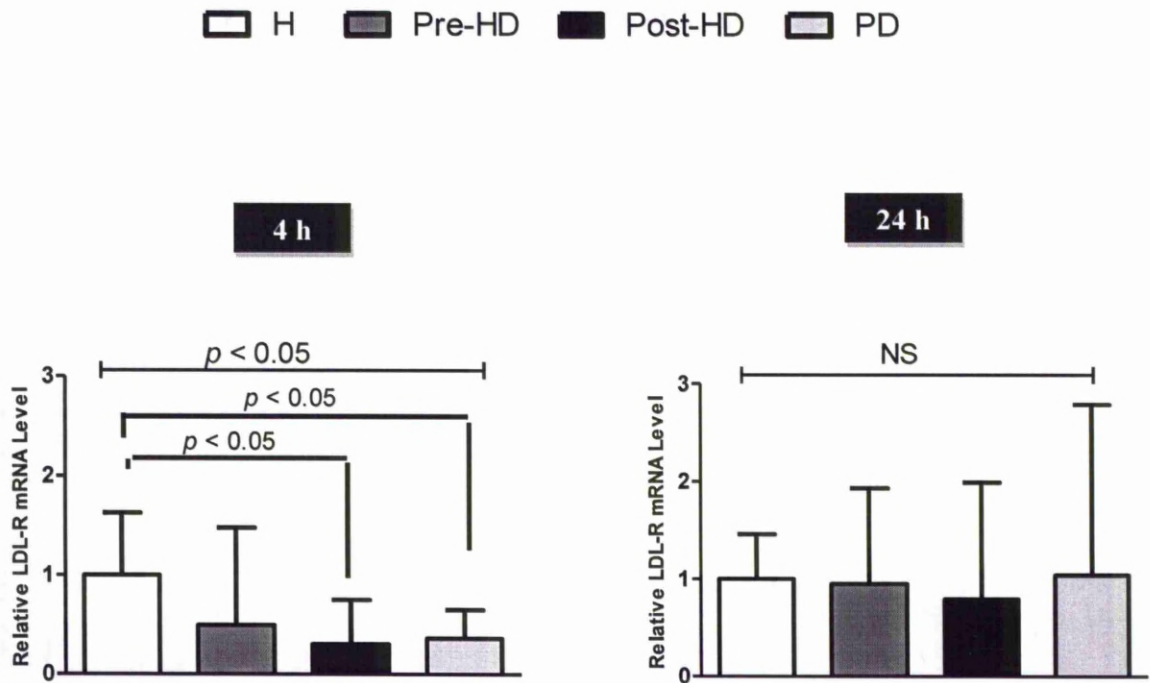 H Pre-HD Post-HD PD
4 h
24 h
p < 0.05
p < 0.05
p < 0.05
3
2
1
0
Relative LDL-R mRNA Level
NS
3
2
1
0
Relative LDL-R mRNA Level